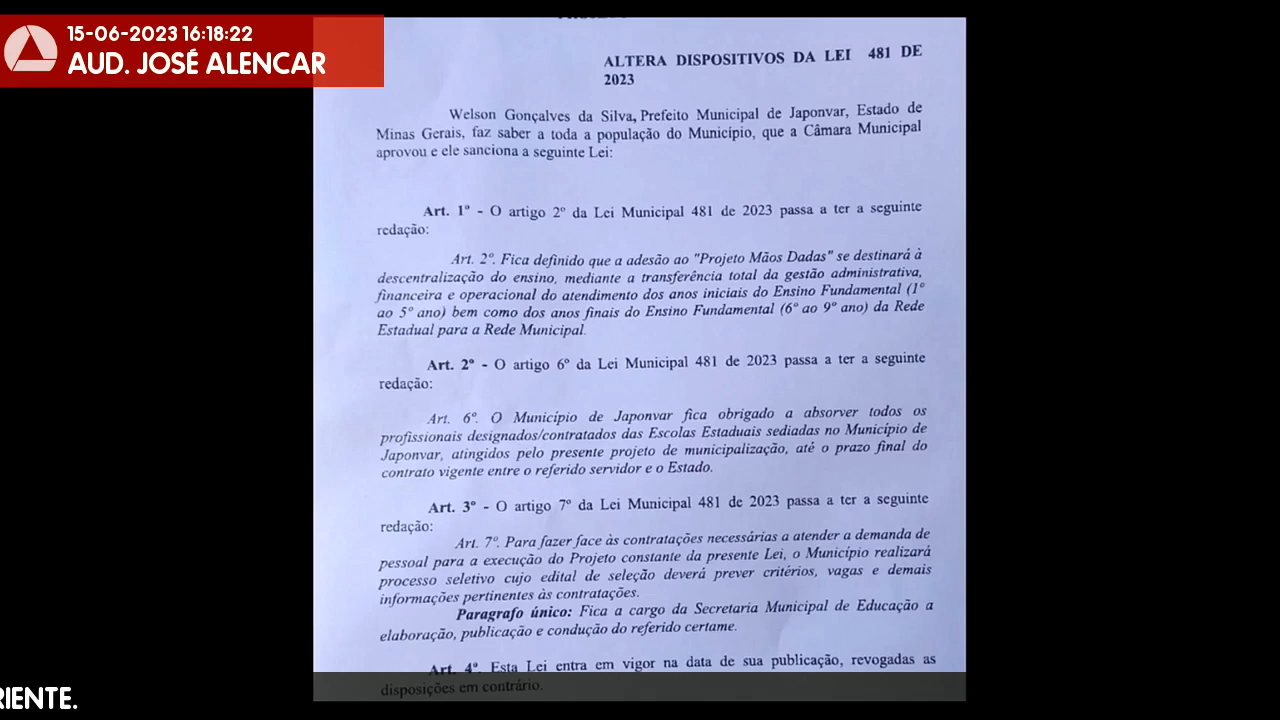 15-06-2023 16:18:22
AUD. JOSÉ ALENCAR
ALTERA DISPOSITIVOS DA LEI 481 DE
2023
Welson Gonçalves da Silva, Prefeito Municipal de Japonvar, Estado de
Minas Gerais, faz saber a toda a população do Município, que a Câmara Municipal
aprovou e ele sanciona a seguinte Lei:
Art. 1º - O artigo 2º da Lei Municipal 481 de 2023 passa a ter a seguinte
redação:
Art. 2º. Fica definido que a adesão ao "Projeto Mãos Dadas" se destinará à
descentralização do ensino, mediante a transferência total da gestão administrativa,
financeira e operacional do atendimento dos anos iniciais do Ensino Fundamental (1º
ao 5º ano) bem como dos anos finais do Ensino Fundamental (6º ao 9º ano) da Rede
Estadual para a Rede Municipal.
Art. 2º - O artigo 6º da Lei Municipal 481 de 2023 passa a ter a seguinte
redação:
Art. 6º. O Município de Japonvar fica obrigado a absorver todos os
profissionais designados/contratados das Escolas Estaduais sediadas no Município de
Japonvar, atingidos pelo presente projeto de municipalização, até o prazo final do
contrato vigente entre o referido servidor e o Estado.
Art. 3º - O artigo 7º da Lei Municipal 481 de 2023 passa a ter a seguinte
redação:
Art. 7º. Para fazer face às contratações necessárias a atender a demanda de
pessoal para a execução do Projeto constante da presente Lei, o Município realizará
processo seletivo cujo edital de seleção deverá prever critérios, vagas e demais
informações pertinentes às contratações.
Paragrafo único: Fica a cargo da Secretaria Municipal de Educação a
elaboração, publicação e condução do referido certame.
Art. 4º. Esta Lei entra em vigor na data de sua publicação, revogadas as
disposições em contrário.
RIENTE.